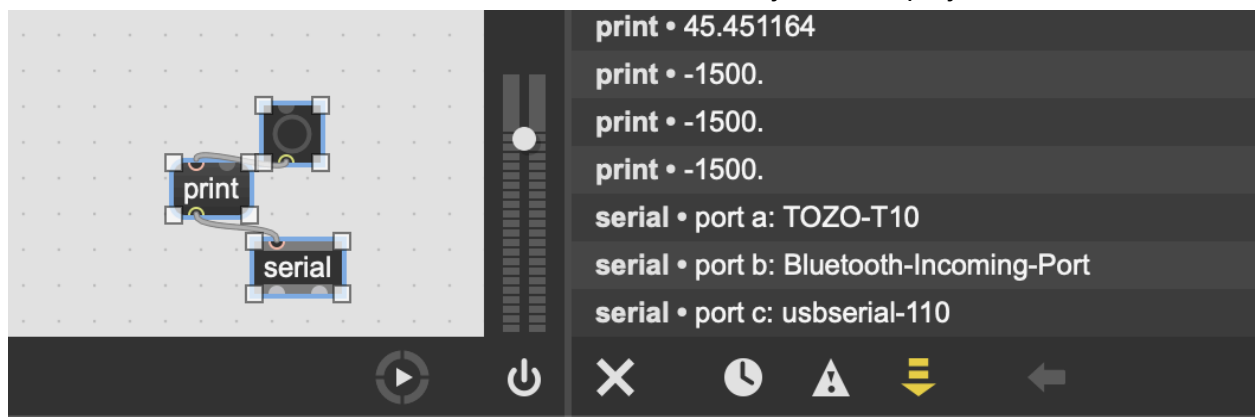 print • 45.451164
print • -1500.
print • -1500.
print • -1500.
serial • port a: TOZO-T10
serial • port b: Bluetooth-Incoming-Port
serial • port c: usbserial-110
print
serial